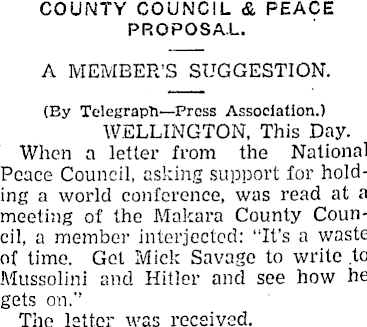 COUNTY COUNCIL & PEACE
PROPOSAL.
A MEMBER'S SUGGESTION.
(By Telegraph—Press Association.)
WELLINGTON, This Day.
When a letter from the National
Peace Council, asking support for hold-
ing a world conference, was read at a
meeting of the Makara County Coun-
cil, a member interjected: "It's a waste
of time. Get Mick Savage to write to
Mussolini and Hitler and see how he
gets on."
The letter was received.